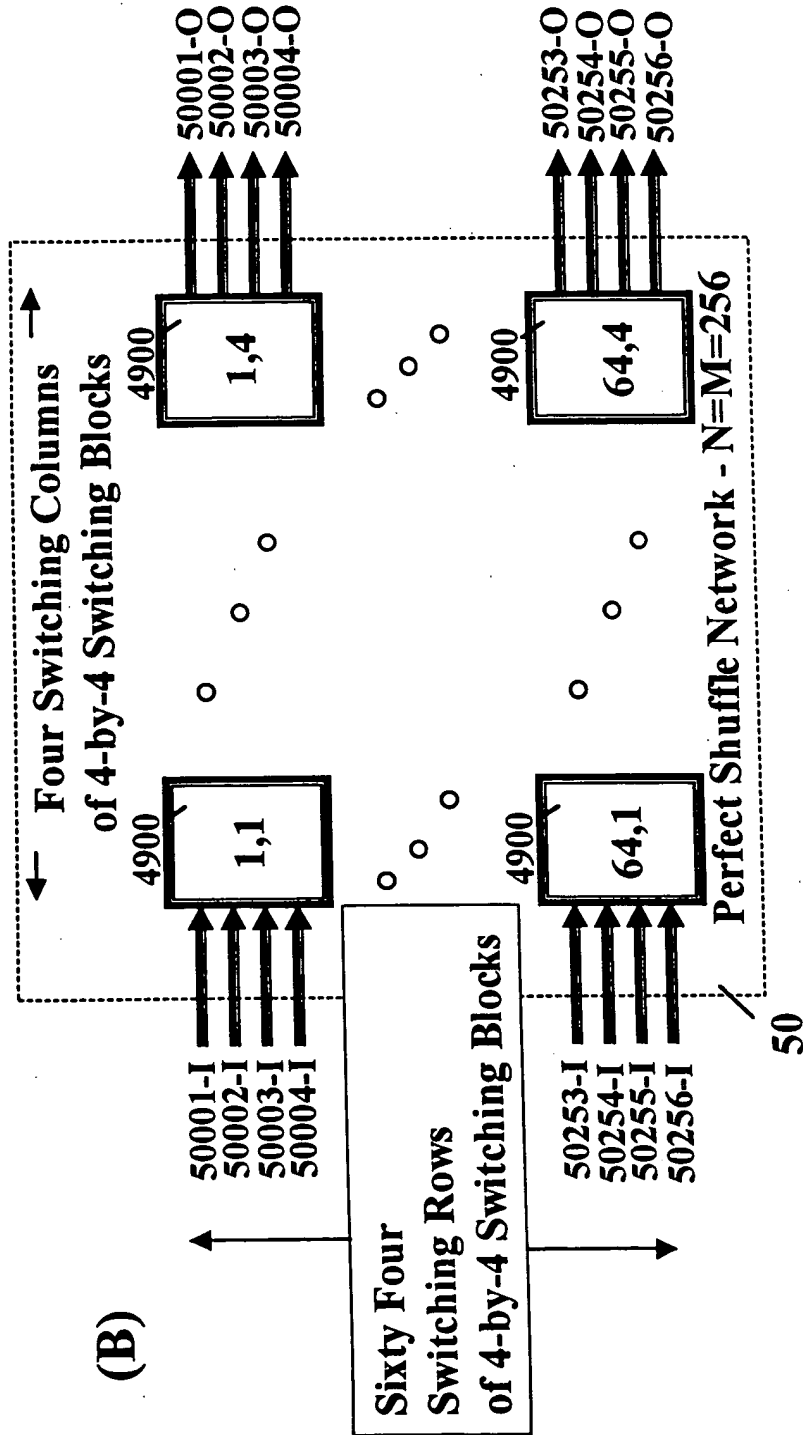 (B)
Four Switching Columns
of 4-by-4 Switching Blocks
4900
1,1
4900
1,4
50001-I
50002-I
50003-I
50004-I
50001-O
50002-O
50003-O
50004-O
Sixty Four
Switching Rows
of 4-by-4 Switching Blocks
4900
64,1
4900
64,4
50253-I
50254-I
50255-I
50256-I
50253-O
50254-O
50255-O
50256-O
Perfect Shuffle Network - N=M=256
50